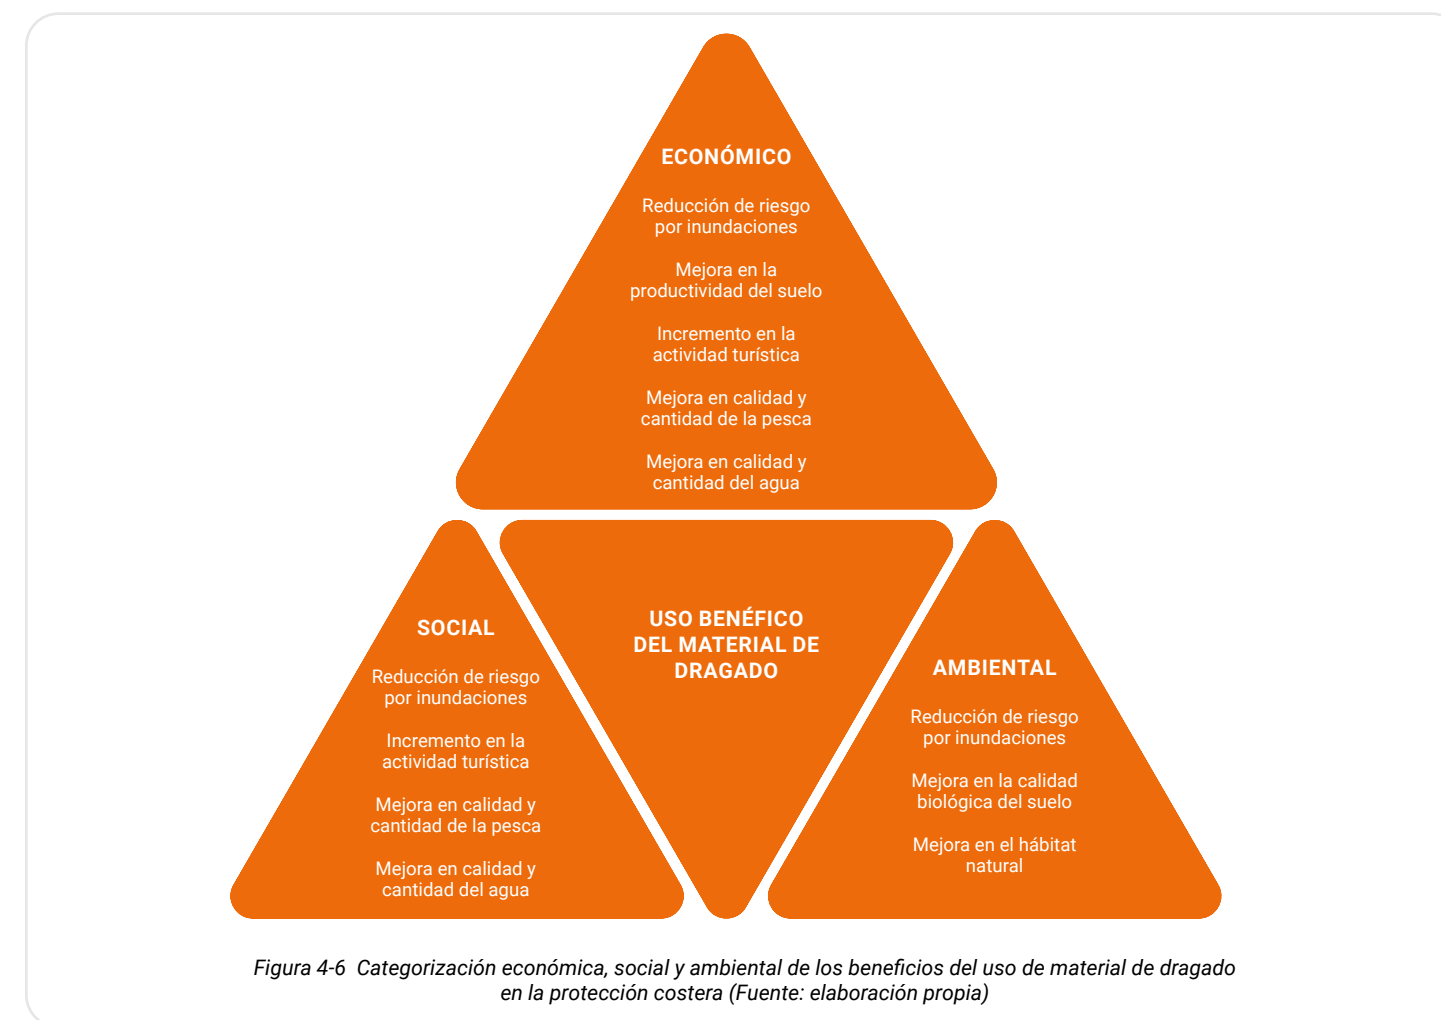 ECONÓMICO
Reducción de riesgo
por inundaciones
Mejora en la
productividad del suelo
Incremento en la
actividad turística
Mejora en calidad y
cantidad de la pesca
Mejora en calidad y
cantidad del agua
SOCIAL
Reducción de riesgo
por inundaciones
Incremento en la
actividad turística
Mejora en calidad y
cantidad de la pesca
Mejora en calidad y
cantidad del agua
USO BENÉFICO
DEL MATERIAL DE
DRAGADO
AMBIENTAL
Reducción de riesgo
por inundaciones
Mejora en la calidad
biológica del suelo
Mejora en el hábitat
natural
Figura 4-6 Categorización económica, social y ambiental de los beneficios del uso de material de dragado
en la protección costera (Fuente: elaboración propia)